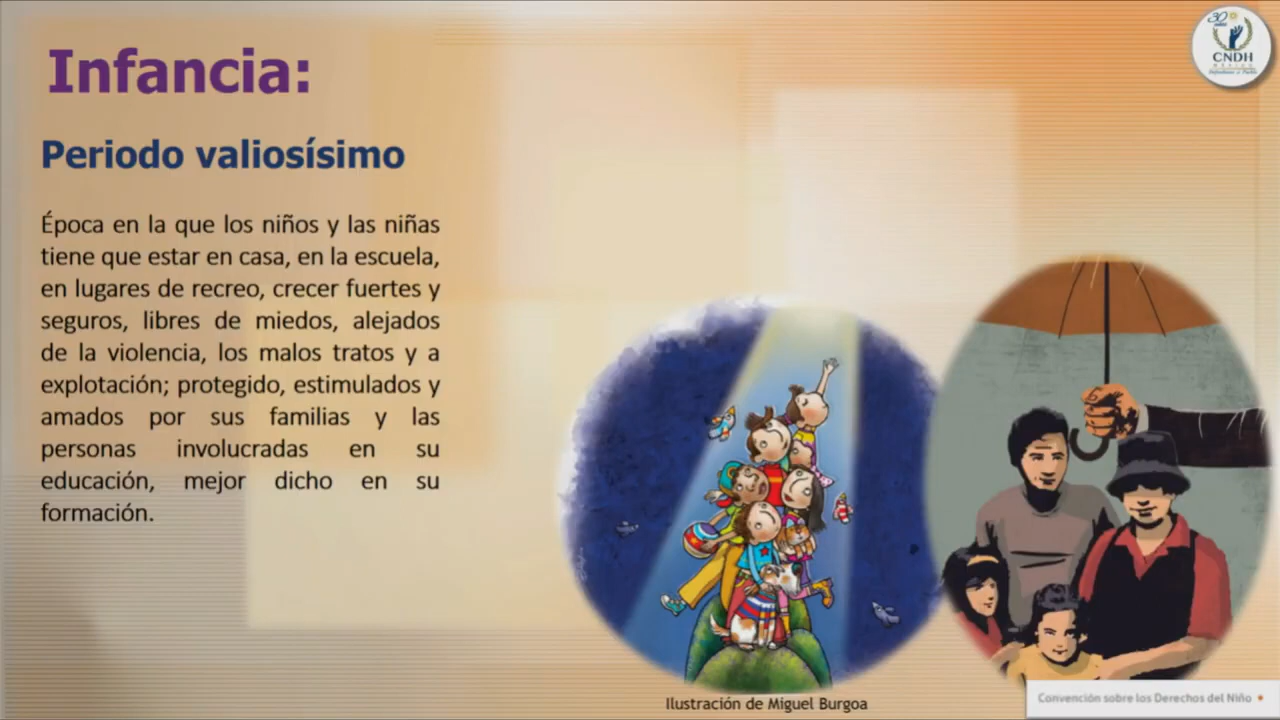 Infancia:
Periodo valiosísimo
Época en la que los niños y las niñas
tiene que estar en casa, en la escuela,
en lugares de recreo, crecer fuertes y
seguros, libres de miedos, alejados
de la violencia, los malos tratos y a
explotación; protegido, estimulados y
amados por sus familias y las
personas involucradas en su
educación, mejor dicho en su
formación.
30
CNDH
MÉXICO
Ilustración de Miguel Burgoa
Convención sobre los Derechos del Niño